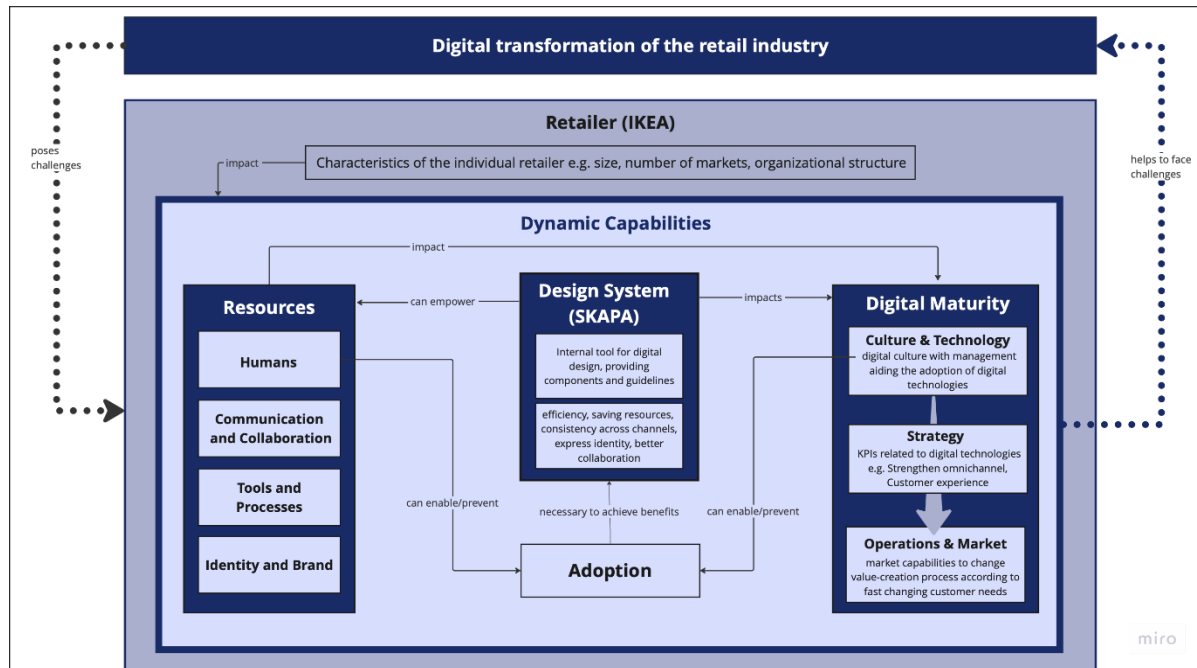 Digital transformation of the retail industry
Retailer (IKEA)
poses
challenges
helps to face
challenges
impact
Characteristics of the individual retailer e.g. size, number of markets, organizational structure
Dynamic Capabilities
impact
Resources
can empower
Design System
(SKAPA)
impacts
Digital Maturity
Humans
Communication
and Collaboration
Tools and
Processes
Identity and Brand
Internal tool for digital
design, providing
components and guidelines
efficiency, saving resources,
consistency across channels,
express identity, better
collaboration
Culture & Technology
digital culture with management
aiding the adoption of digital
technologies
Strategy
KPIs related to digital technologies
e.g. Strengthen omnichannel,
Customer experience
Operations & Market
market capabilities to change
value-creation process according to
fast changing customer needs
can enable/prevent
necessary to achieve benefits
can enable/prevent
Adoption
miro